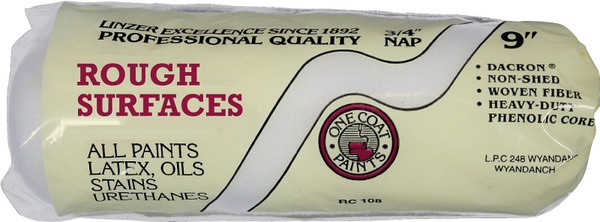 LINZER EXCELLENCE SINCE 1892
PROFESSIONAL QUALITY
3/4"
NAP
9"
ROUGH
SURFACES
• DACRON®
• NON-SHED
• WOVEN FIBER
• HEAVY-DUTY
PHENOLIC CORE
ONE COAT
PAINTS
ALL PAINTS
LATEX, OILS
STAINS
URETHANES
L.P.C 248 WYANDAN
WYANDANCH
RC 108